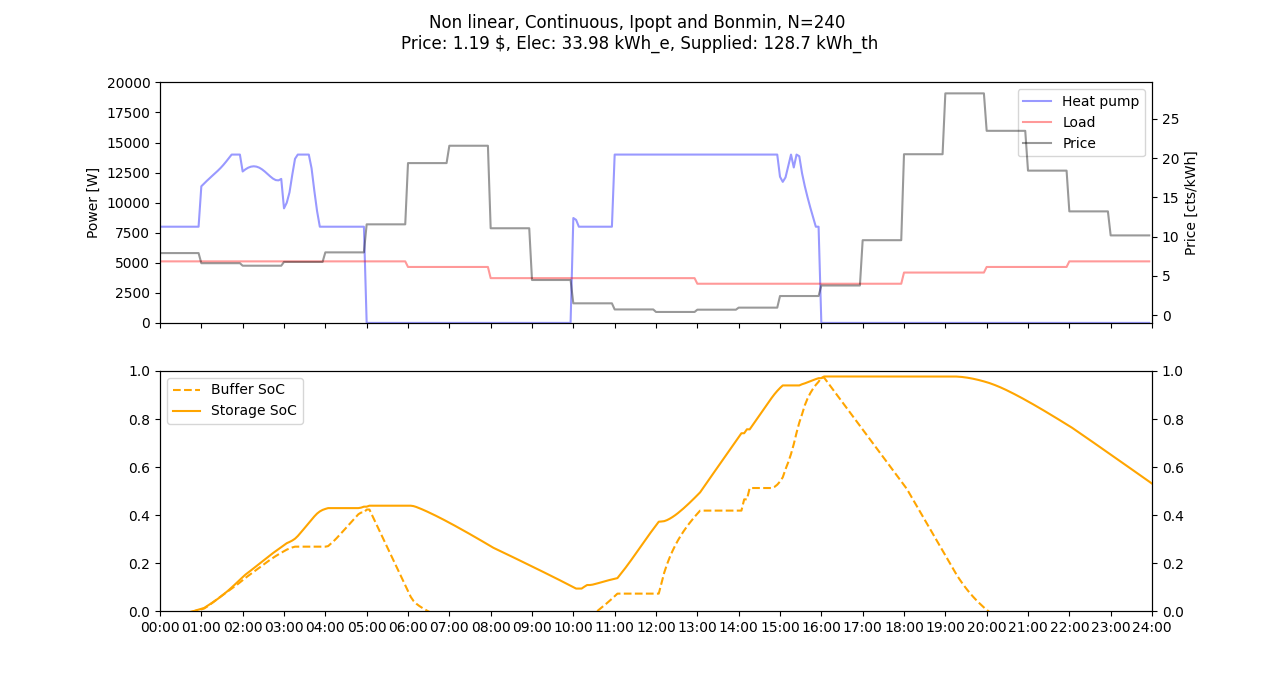 Non linear, Continuous, Ipopt and Bonmin, N=240
Price: 1.19 $, Elec: 33.98 kWh_e, Supplied: 128.7 kWh_th
20000
17500
15000
12500
10000
7500
5000
2500
0
Power [W]
Heat pump
Load
Price
25
20
15
10
5
0
Price [cts/kWh]
1.0
0.8
0.6
0.4
0.2
0.0
Buffer SoC
Storage SoC
1.0
0.8
0.6
0.4
0.2
0.0
00:00 01:00 02:00 03:00 04:00 05:00 06:00 07:00 08:00 09:00 10:00 11:00 12:00 13:00 14:00 15:00 16:00 17:00 18:00 19:00 20:00 21:00 22:00 23:00 24:00